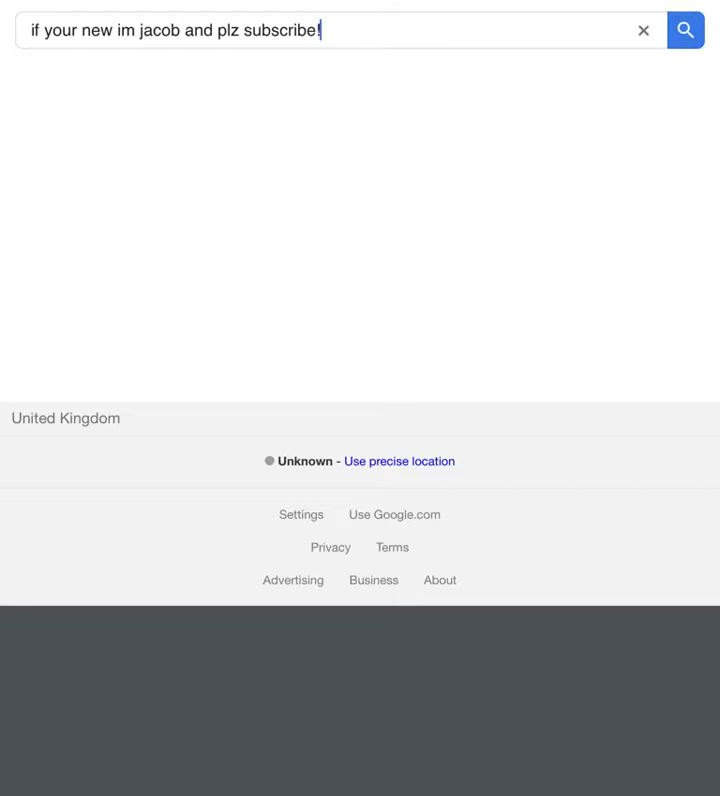 if your new im jacob and plz subscribe!
United Kingdom
Unknown - Use precise location
Settings Use Google.com
Privacy Terms
Advertising Business About